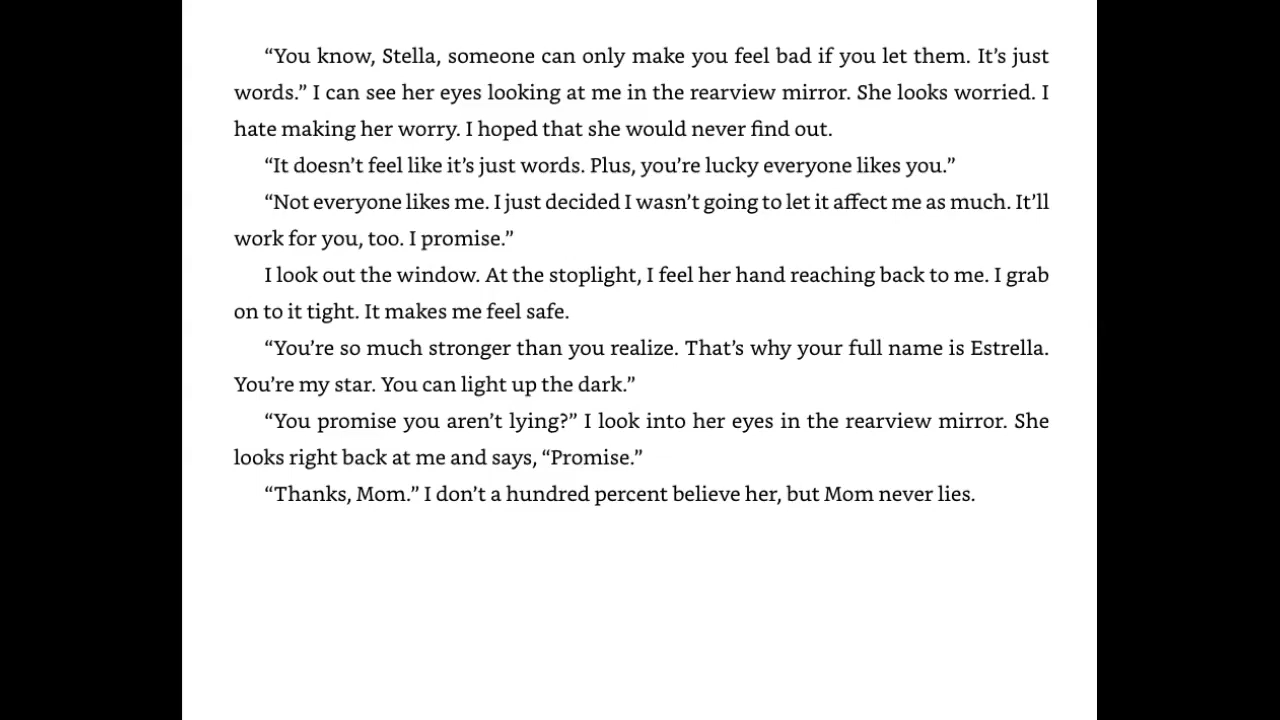 “You know, Stella, someone can only make you feel bad if you let them. It’s just
words.” I can see her eyes looking at me in the rearview mirror. She looks worried. I
hate making her worry. I hoped that she would never find out.
“It doesn’t feel like it’s just words. Plus, you’re lucky everyone likes you.”
“Not everyone likes me. I just decided I wasn’t going to let it affect me as much. It’ll
work for you, too. I promise.”
I look out the window. At the stoplight, I feel her hand reaching back to me. I grab
on to it tight. It makes me feel safe.
“You’re so much stronger than you realize. That’s why your full name is Estrella.
You’re my star. You can light up the dark.”
“You promise you aren’t lying?” I look into her eyes in the rearview mirror. She
looks right back at me and says, “Promise.”
“Thanks, Mom.” I don’t a hundred percent believe her, but Mom never lies.